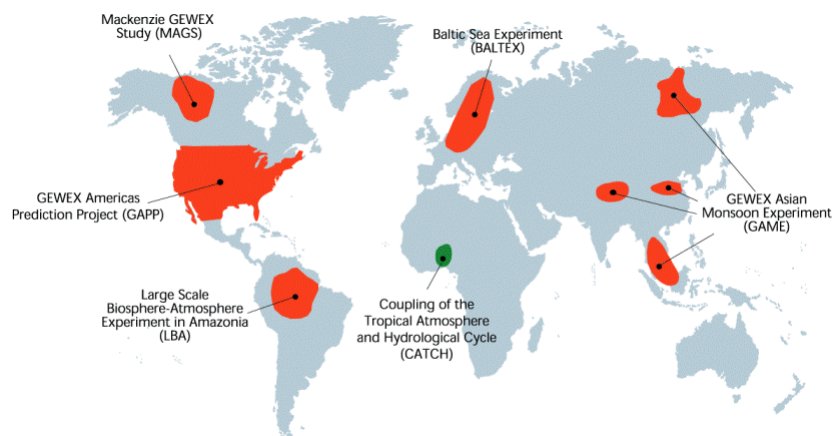 Mackenzie GEWEX
Study (MAGS)
Baltic Sea Experiment
(BALTEX)
GEWEX Americas
Prediction Project (GAPP)
GEWEX Asian
Monsoon Experiment
(GAME)
Large Scale
Biosphere-Atmosphere
Experiment in Amazonia
(LBA)
Coupling of the
Tropical Atmosphere
and Hydrological Cycle
(CATCH)